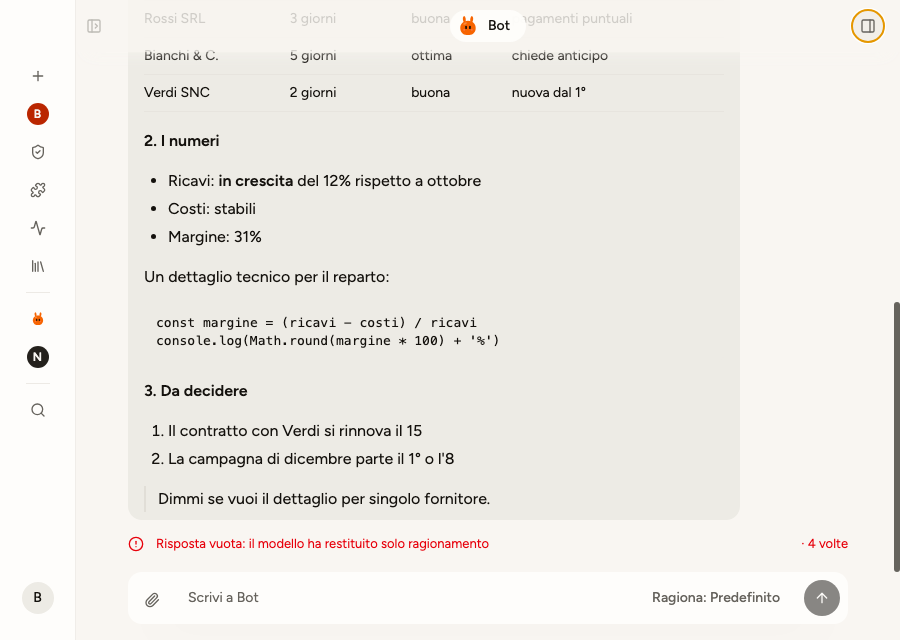 Bot
Rossi SRL 3 giorni buona pagamenti puntuali
Bianchi & C. 5 giorni ottima chiede anticipo
Verdi SNC 2 giorni buona nuova dal 1°
2. I numeri
• Ricavi: in crescita del 12% rispetto a ottobre
• Costi: stabili
• Margine: 31%
Un dettaglio tecnico per il reparto:
const margine = (ricavi − costi) / ricavi
console.log(Math.round(margine * 100) + '%')
3. Da decidere
1. Il contratto con Verdi si rinnova il 15
2. La campagna di dicembre parte il 1° o l'8
Dimmi se vuoi il dettaglio per singolo fornitore.
Risposta vuota: il modello ha restituito solo ragionamento · 4 volte
Scrivi a Bot Ragiona: Predefinito
B
N
B